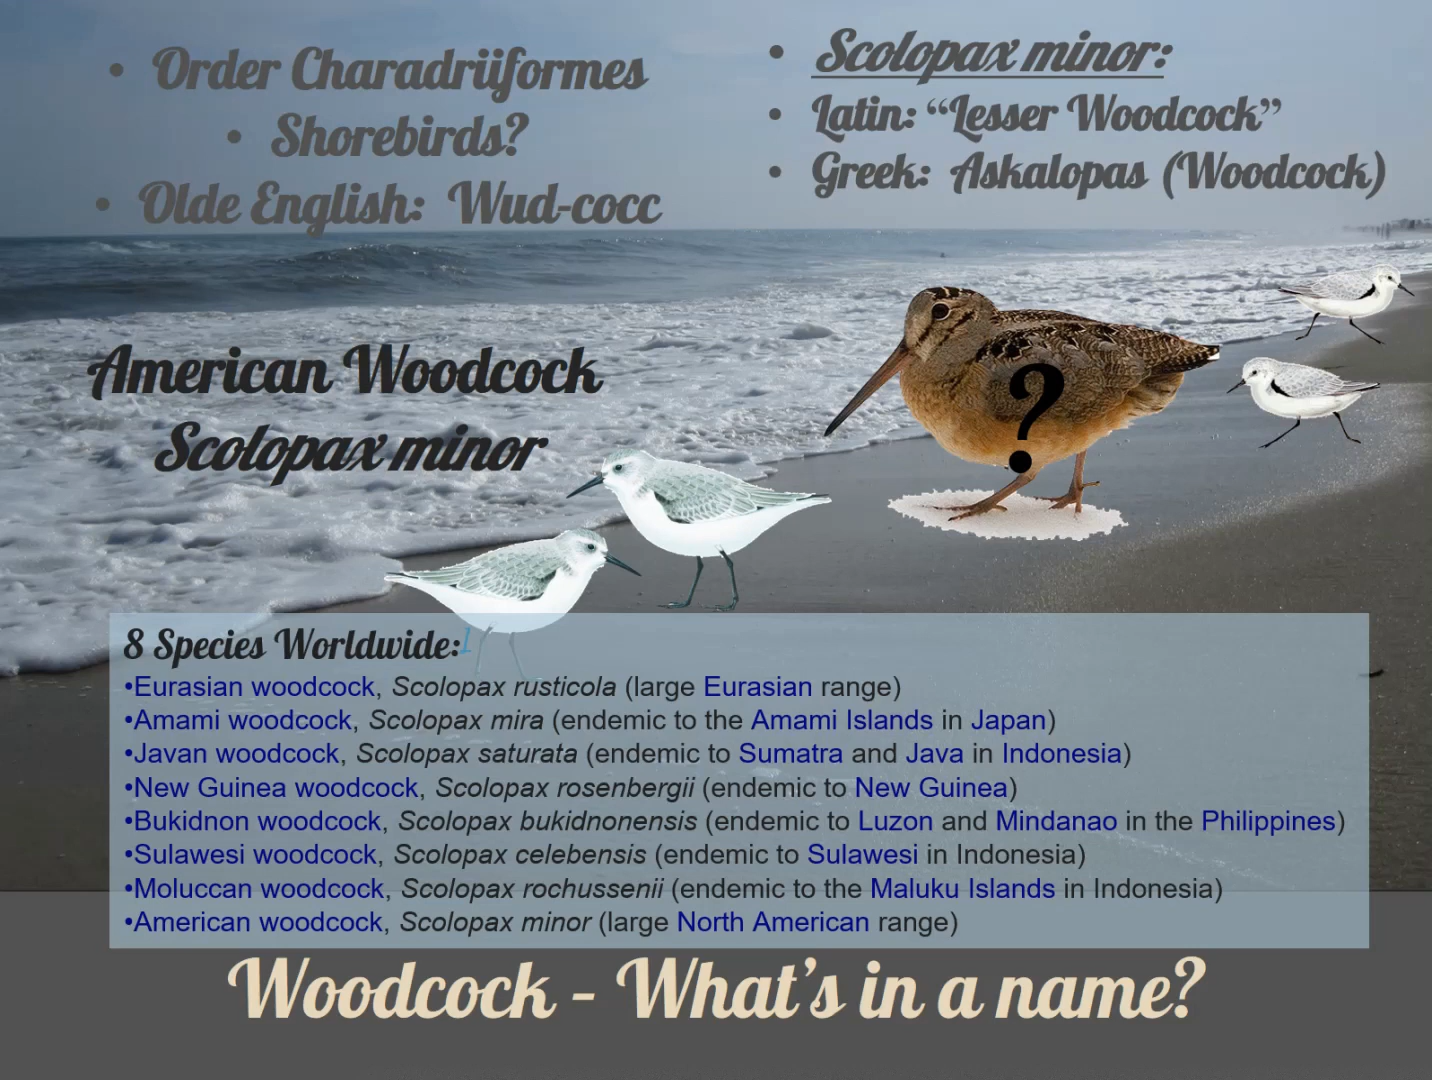 • Order Charadriiformes
• Shorebirds?
• Olde English: Wud-cocc
• Scolopax minor:
• Latin: “Lesser Woodcock”
• Greek: Askalopas (Woodcock)
American Woodcock
Scolopax minor
?
8 Species Worldwide:1
•Eurasian woodcock, Scolopax rusticola (large Eurasian range)
•Amami woodcock, Scolopax mira (endemic to the Amami Islands in Japan)
•Javan woodcock, Scolopax saturata (endemic to Sumatra and Java in Indonesia)
•New Guinea woodcock, Scolopax rosenbergii (endemic to New Guinea)
•Bukidnon woodcock, Scolopax bukidnonensis (endemic to Luzon and Mindanao in the Philippines)
•Sulawesi woodcock, Scolopax celebensis (endemic to Sulawesi in Indonesia)
•Moluccan woodcock, Scolopax rochussenii (endemic to the Maluku Islands in Indonesia)
•American woodcock, Scolopax minor (large North American range)
Woodcock – What’s in a name?